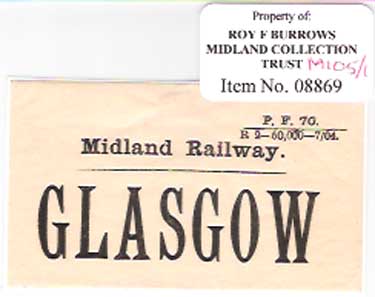 Property of:
ROY F BURROWS
MIDLAND COLLECTION
TRUST M105/1
Item No. 08869
P. F. 70.
R 2—60,000—7/04.
Midland Railway.
GLASGOW